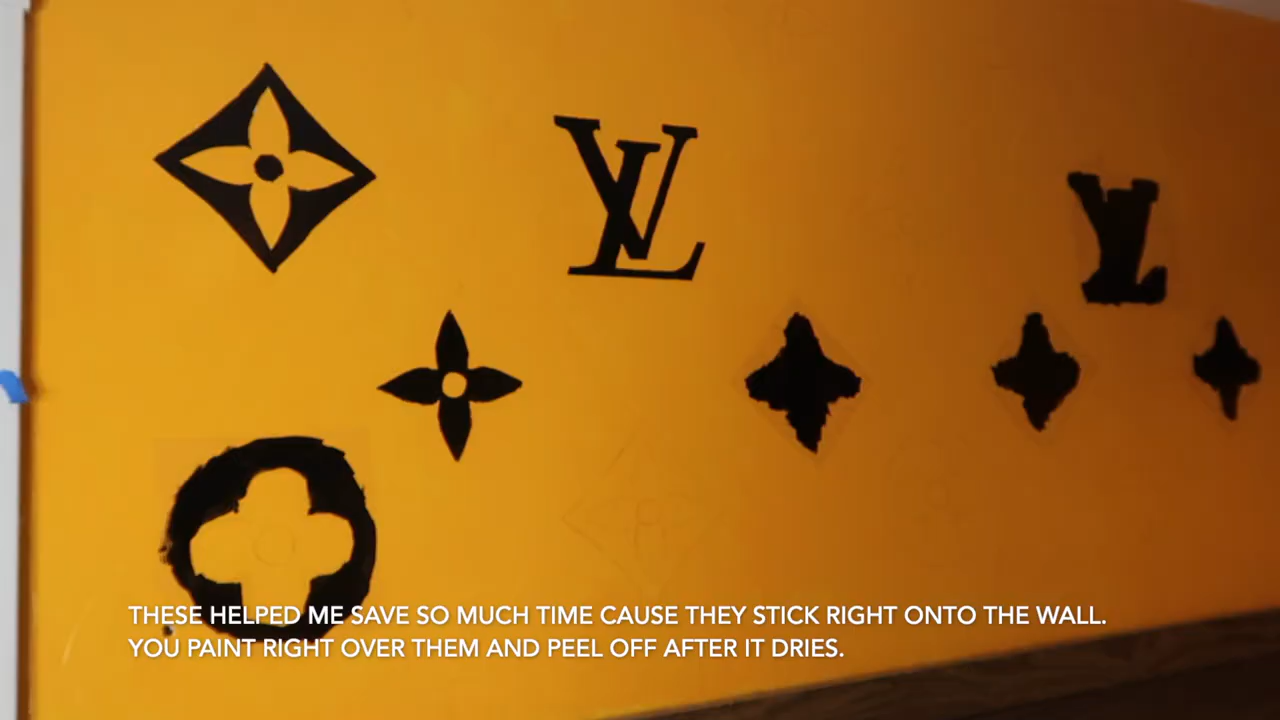 LV
THESE HELPED ME SAVE SO MUCH TIME CAUSE THEY STICK RIGHT ONTO THE WALL.
YOU PAINT RIGHT OVER THEM AND PEEL OFF AFTER IT DRIES.